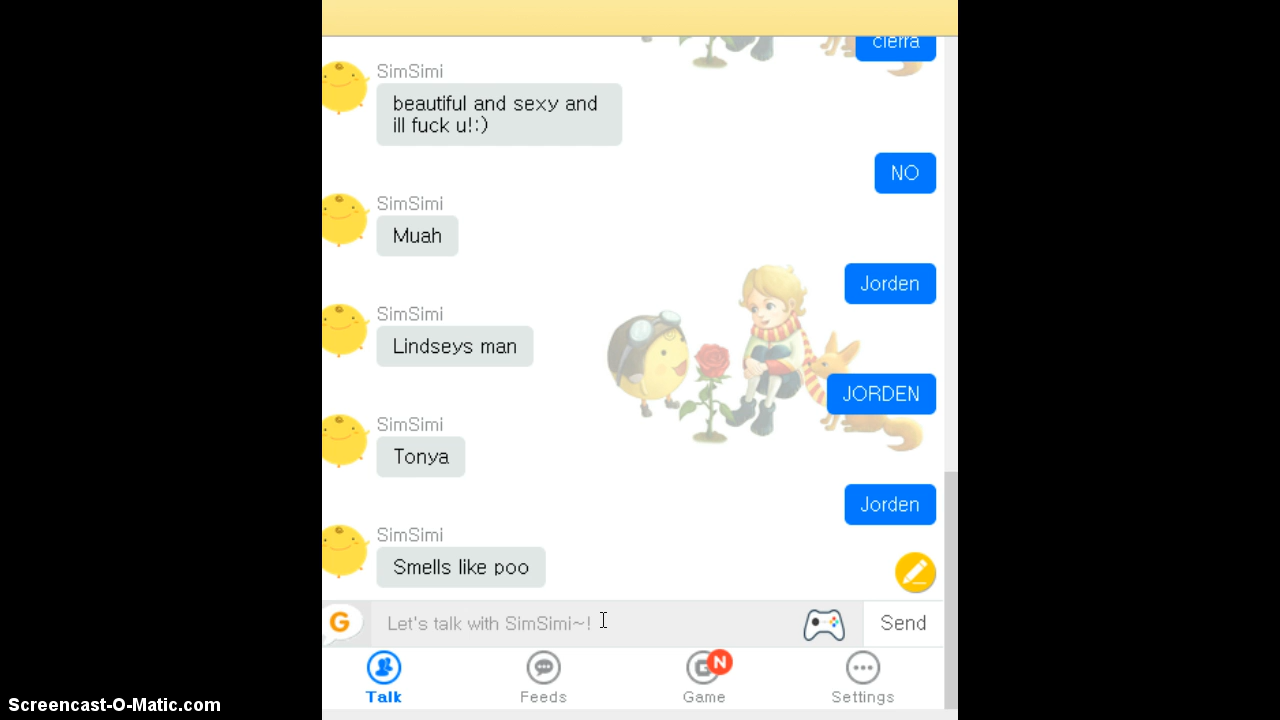 cierra
SimSimi
beautiful and sexy and
ill fuck u!:)
NO
SimSimi
Muah
Jorden
SimSimi
Lindseys man
JORDEN
SimSimi
Tonya
Jorden
SimSimi
Smells like poo
G
Let's talk with SimSimi~!
Send
N
Talk
Feeds
Game
Settings
Screencast-O-Matic.com